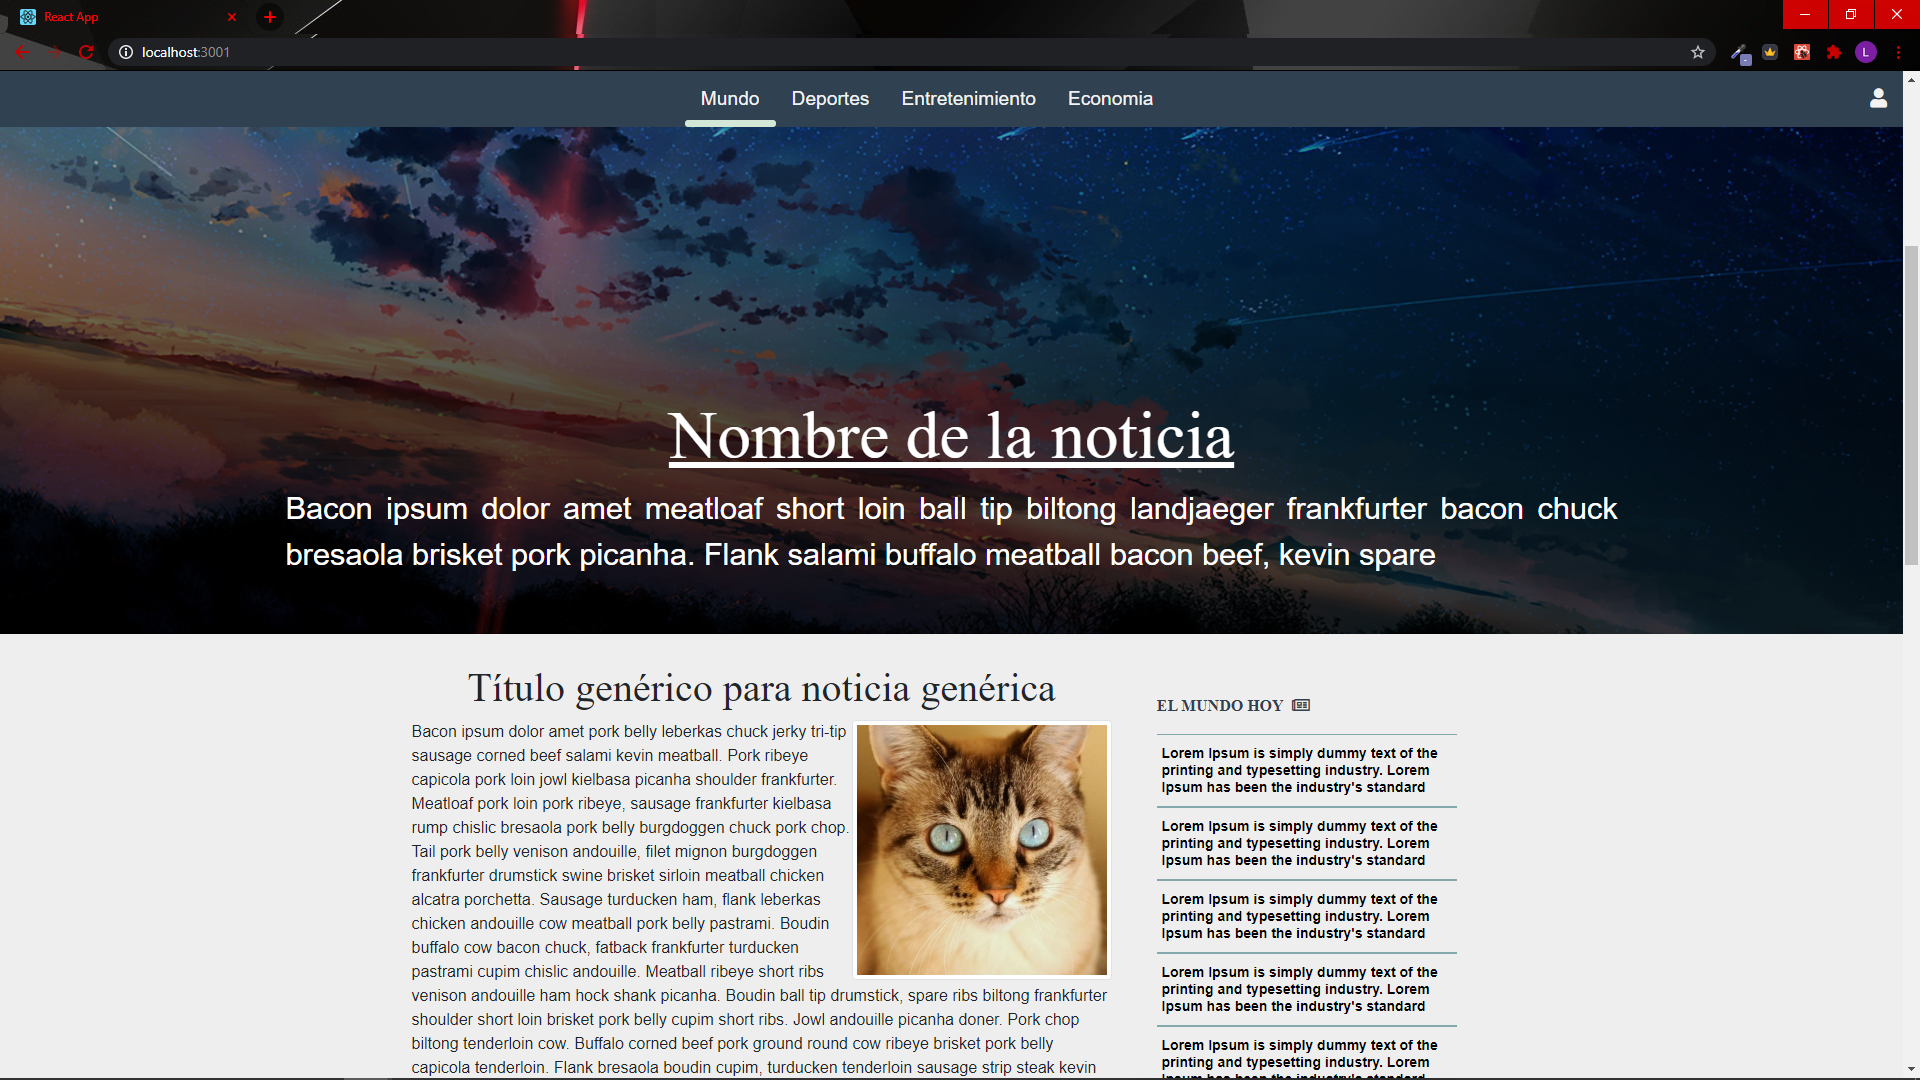 React App
localhost:3001
L
Mundo Deportes Entretenimiento Economia
Nombre de la noticia
Bacon ipsum dolor amet meatloaf short loin ball tip biltong landjaeger frankfurter bacon chuck
bresaola brisket pork picanha. Flank salami buffalo meatball bacon beef, kevin spare
Título genérico para noticia genérica
Bacon ipsum dolor amet pork belly leberkas chuck jerky tri-tip
sausage corned beef salami kevin meatball. Pork ribeye
capicola pork loin jowl kielbasa picanha shoulder frankfurter.
Meatloaf pork loin pork ribeye, sausage frankfurter kielbasa
rump chislic bresaola pork belly burgdoggen chuck pork chop.
Tail pork belly venison andouille, filet mignon burgdoggen
frankfurter drumstick swine brisket sirloin meatball chicken
alcatra porchetta. Sausage turducken ham, flank leberkas
chicken andouille cow meatball pork belly pastrami. Boudin
buffalo cow bacon chuck, fatback frankfurter turducken
pastrami cupim chislic andouille. Meatball ribeye short ribs
venison andouille ham hock shank picanha. Boudin ball tip drumstick, spare ribs biltong frankfurter
shoulder short loin brisket pork belly cupim short ribs. Jowl andouille picanha doner. Pork chop
biltong tenderloin cow. Buffalo corned beef pork ground round cow ribeye brisket pork belly
capicola tenderloin. Flank bresaola boudin cupim, turducken tenderloin sausage strip steak kevin
EL MUNDO HOY
Lorem Ipsum is simply dummy text of the
printing and typesetting industry. Lorem
Ipsum has been the industry's standard
Lorem Ipsum is simply dummy text of the
printing and typesetting industry. Lorem
Ipsum has been the industry's standard
Lorem Ipsum is simply dummy text of the
printing and typesetting industry. Lorem
Ipsum has been the industry's standard
Lorem Ipsum is simply dummy text of the
printing and typesetting industry. Lorem
Ipsum has been the industry's standard
Lorem Ipsum is simply dummy text of the
printing and typesetting industry. Lorem
Ipsum has been the industry's standard